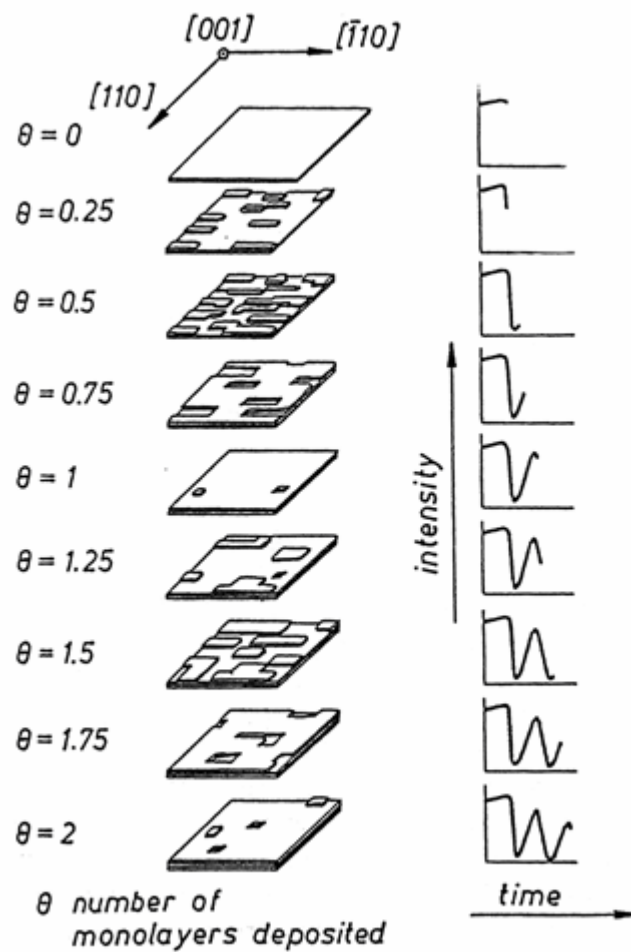 [001]
[1̄10]
[110]
θ = 0
θ = 0.25
θ = 0.5
θ = 0.75
θ = 1
θ = 1.25
θ = 1.5
θ = 1.75
θ = 2
intensity
θ number of
monolayers deposited
time